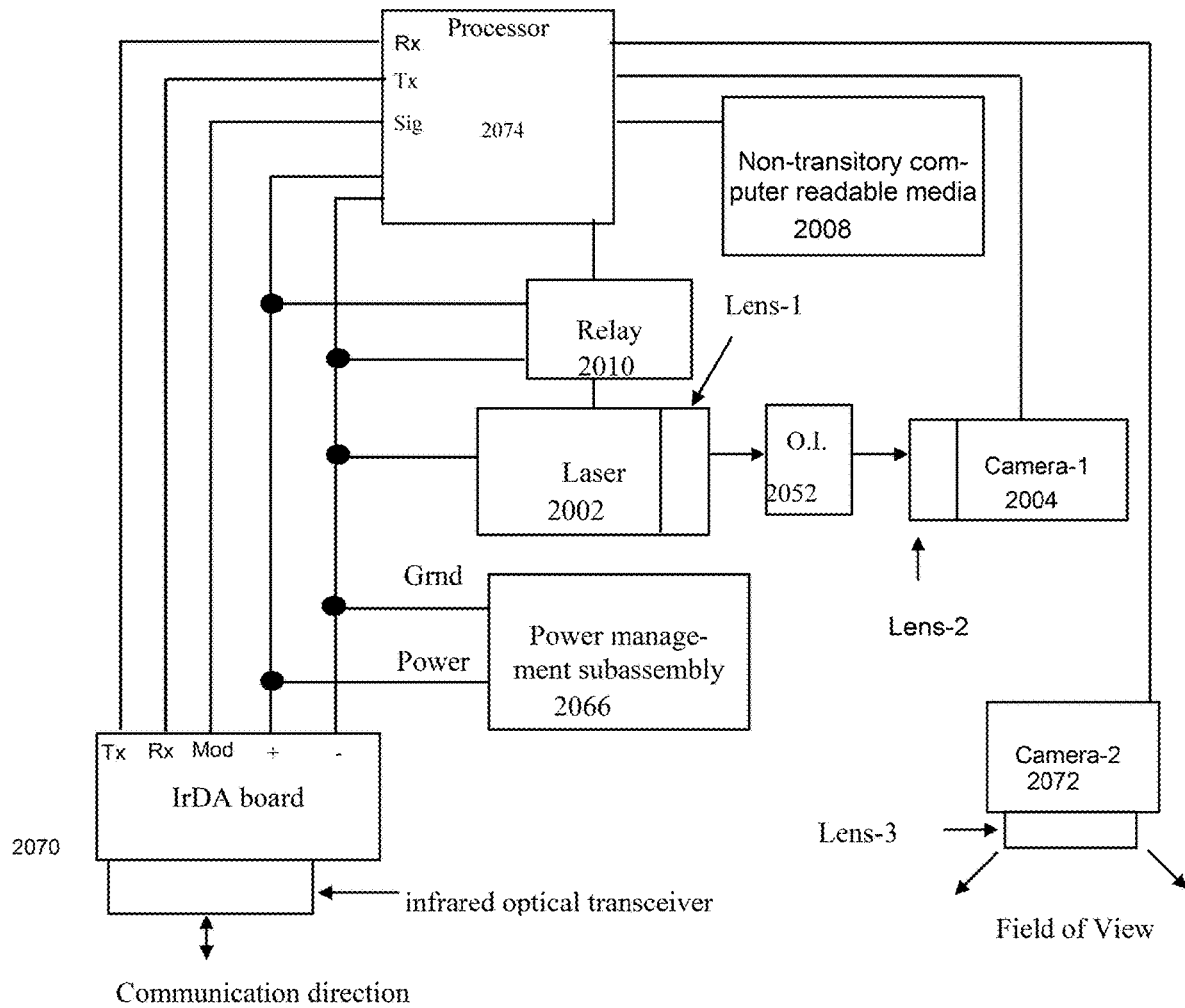 Processor
Rx
Tx
Sig
2074
Non-transitory com-
puter readable media
2008
Lens-1
Relay
2010
Laser
2002
O.I.
2052
Camera-1
2004
Lens-2
Grnd
Power
Power manage-
ment subassembly
2066
Tx Rx Mod + -
IrDA board
2070
infrared optical transceiver
Communication direction
Camera-2
2072
Lens-3
Field of View